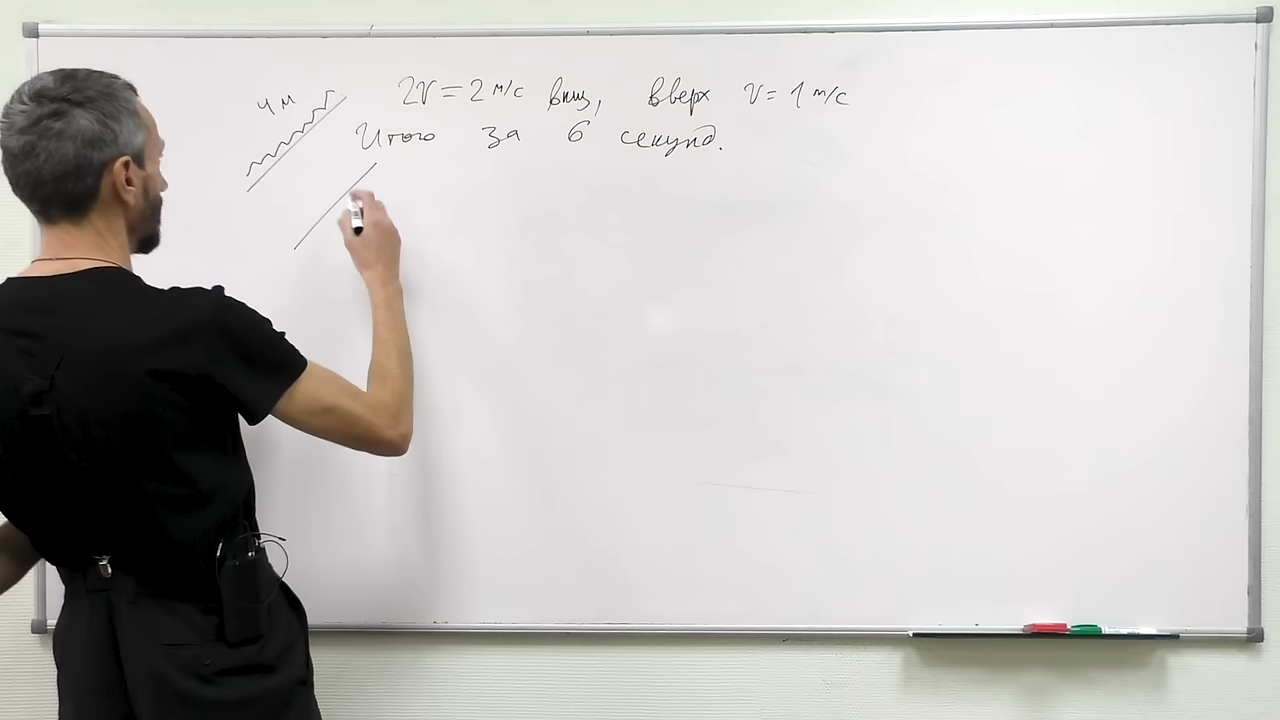 4 м
2v = 2 м/с вниз, вверх v = 1 м/с
Итого за 6 секунд.